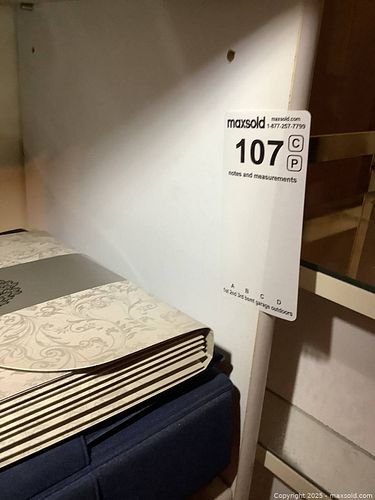 maxsold maxsold.com
1-877-257-7799
107 C
P
notes and measurements
A B C D
1st 2nd 3rd bsmt garage outdoors
Copyright 2025 - maxsold.com